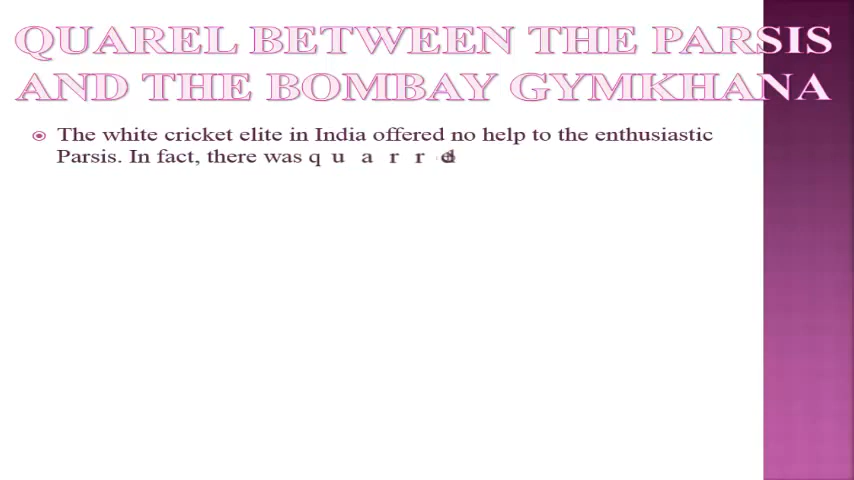 QUAREL BETWEEN THE PARSIS
AND THE BOMBAY GYMKHANA
The white cricket elite in India offered no help to the enthusiastic
Parsis. In fact, there was